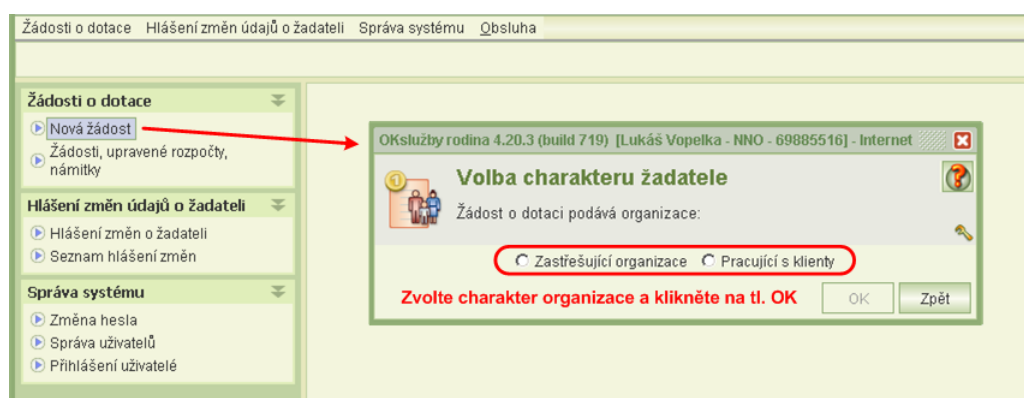 Žádosti o dotace Hlášení změn údajů o žadateli Správa systému Obsluha
Žádosti o dotace
Nová žádost
Žádosti, upravené rozpočty,
námitky
Hlášení změn údajů o žadateli
Hlášení změn o žadateli
Seznam hlášení změn
Správa systému
Změna hesla
Správa uživatelů
Přihlášení uživatelé
OKslužby rodina 4.20.3 (build 719) [Lukáš Vopelka - NNO - 69885516] - Internet
Volba charakteru žadatele
Žádost o dotaci podává organizace:
Zastřešující organizace Pracující s klienty
Zvolte charakter organizace a klikněte na tl. OK
OK Zpět